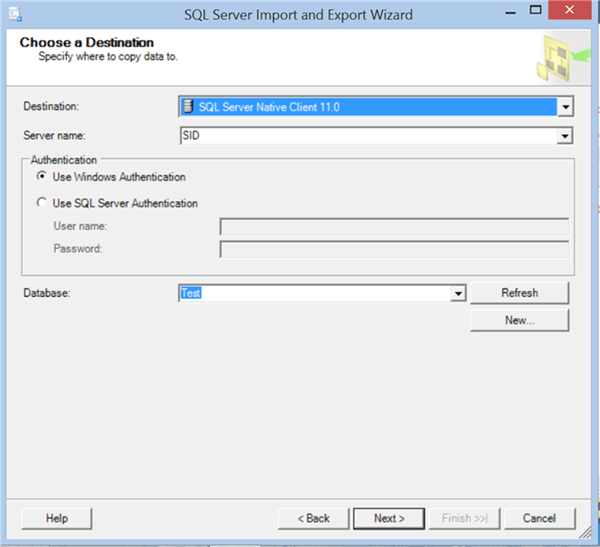 SQL Server Import and Export Wizard
Choose a Destination
Specify where to copy data to.
Destination: SQL Server Native Client 11.0
Server name: SID
Authentication
Use Windows Authentication
Use SQL Server Authentication
User name:
Password:
Database: Test Refresh
New...
Help < Back Next > Finish >>| Cancel